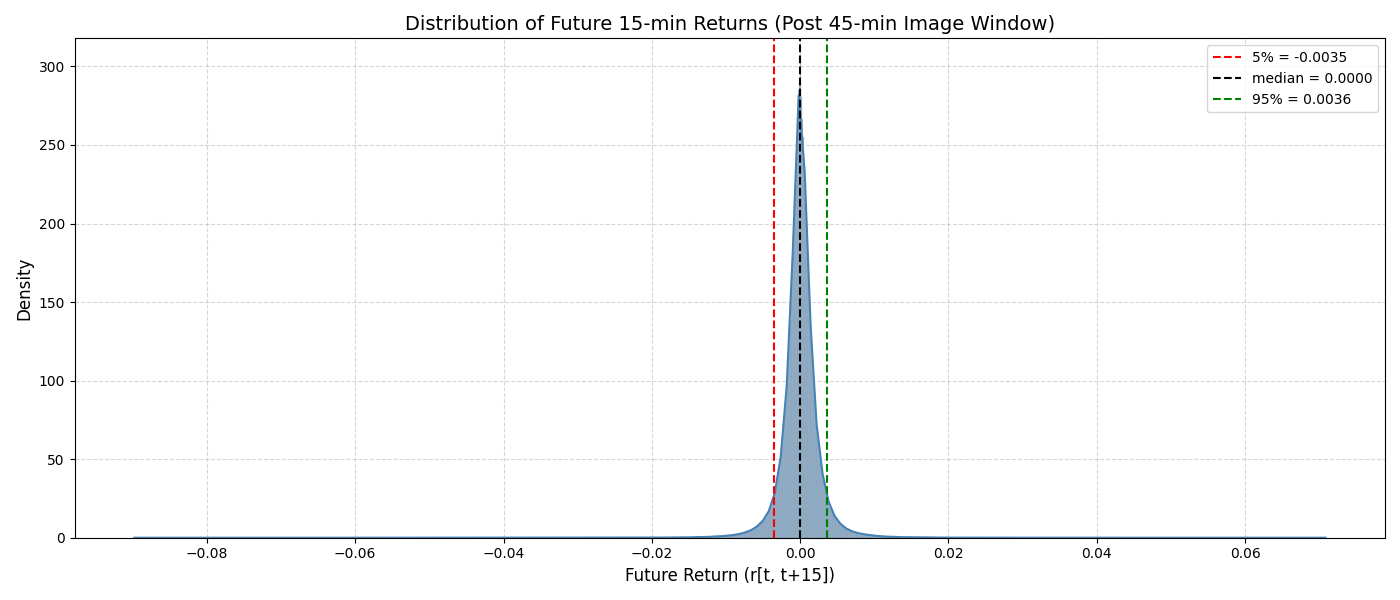 Distribution of Future 15-min Returns (Post 45-min Image Window)
5% = -0.0035
median = 0.0000
95% = 0.0036
300
250
200
150
100
50
0
Density
−0.08 −0.06 −0.04 −0.02 0.00 0.02 0.04 0.06
Future Return (r[t, t+15])